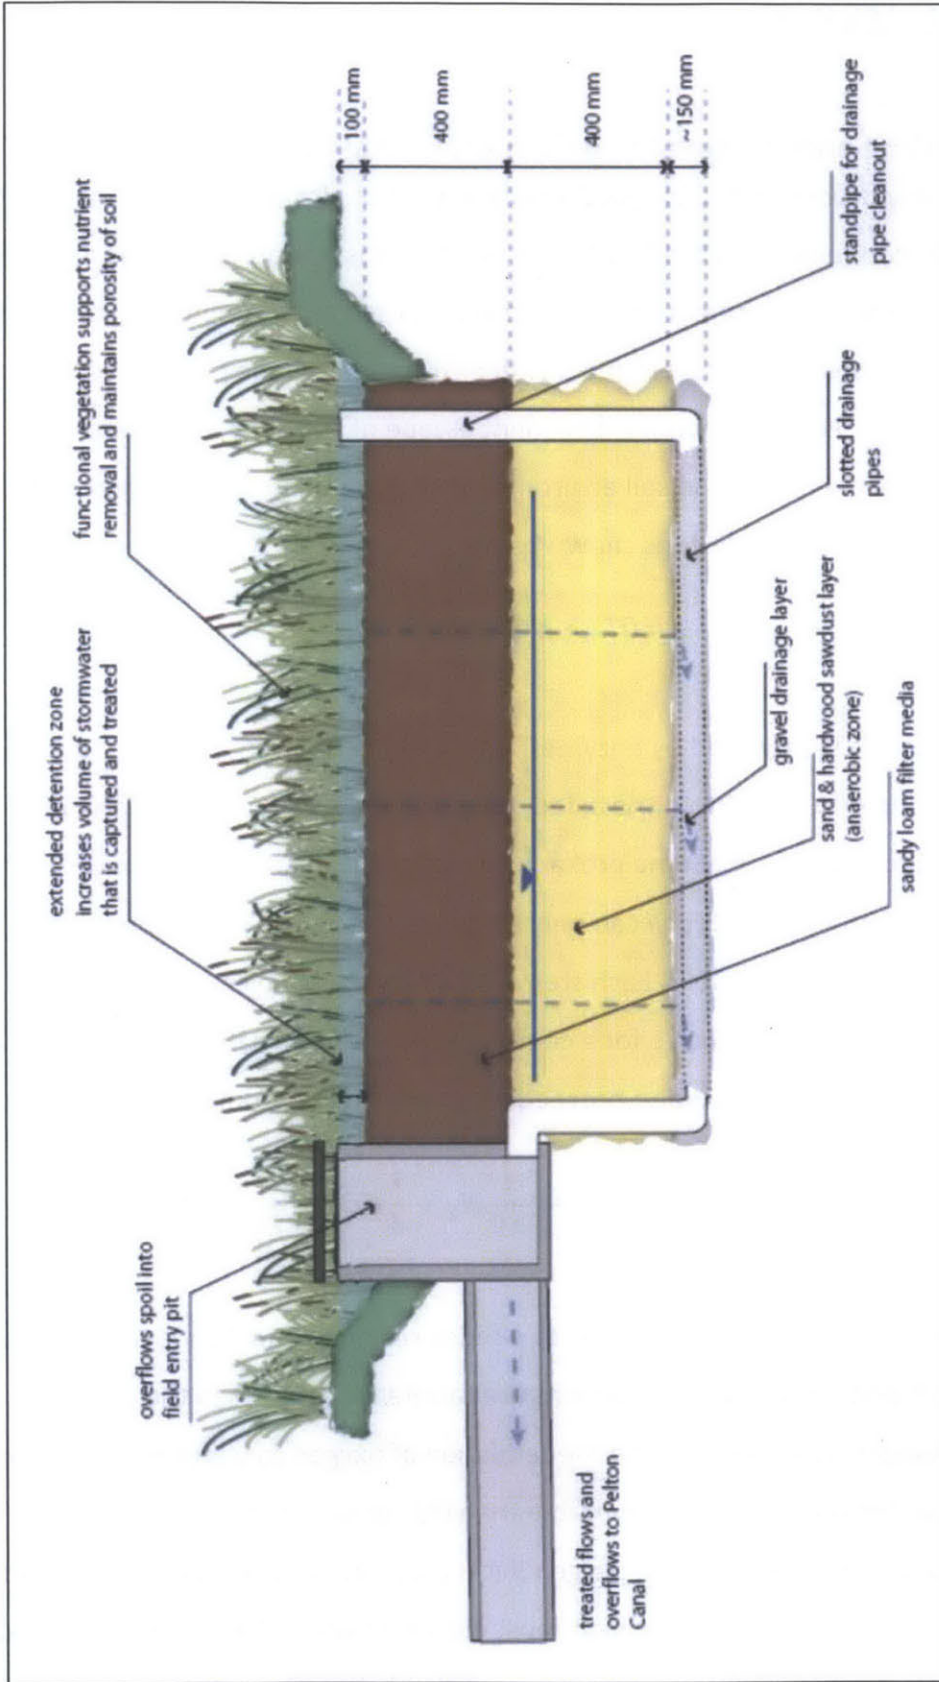 overflows spoil into
field entry pit
extended detention zone
increases volume of stormwater
that is captured and treated
functional vegetation supports nutrient
removal and maintains porosity of soil
100 mm
400 mm
400 mm
~150 mm
treated flows and
overflows to Pelton
Canal
sandy loam filter media
sand & hardwood sawdust layer
(anaerobic zone)
gravel drainage layer
slotted drainage
pipes
standpipe for drainage
pipe cleanout